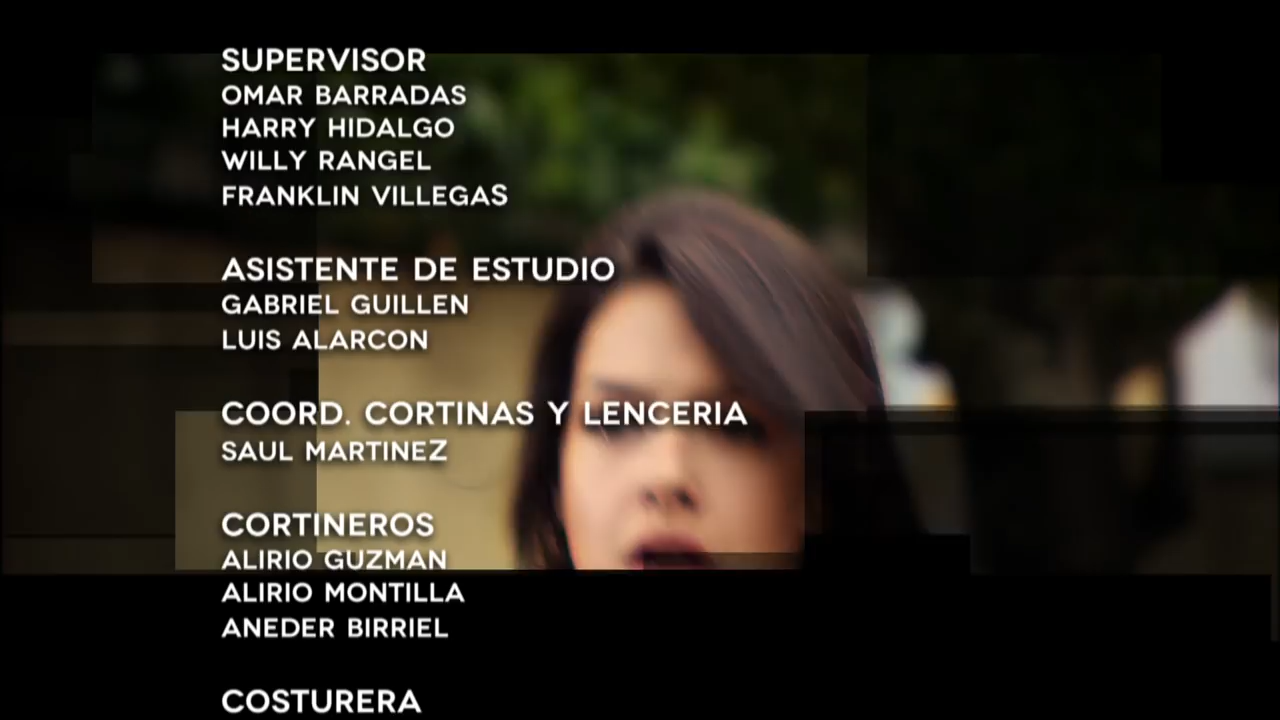 SUPERVISOR
OMAR BARRADAS
HARRY HIDALGO
WILLY RANGEL
FRANKLIN VILLEGAS
ASISTENTE DE ESTUDIO
GABRIEL GUILLEN
LUIS ALARCON
COORD. CORTINAS Y LENCERIA
SAUL MARTINEZ
CORTINEROS
ALIRIO GUZMAN
ALIRIO MONTILLA
ANEDER BIRRIEL
COSTURERA